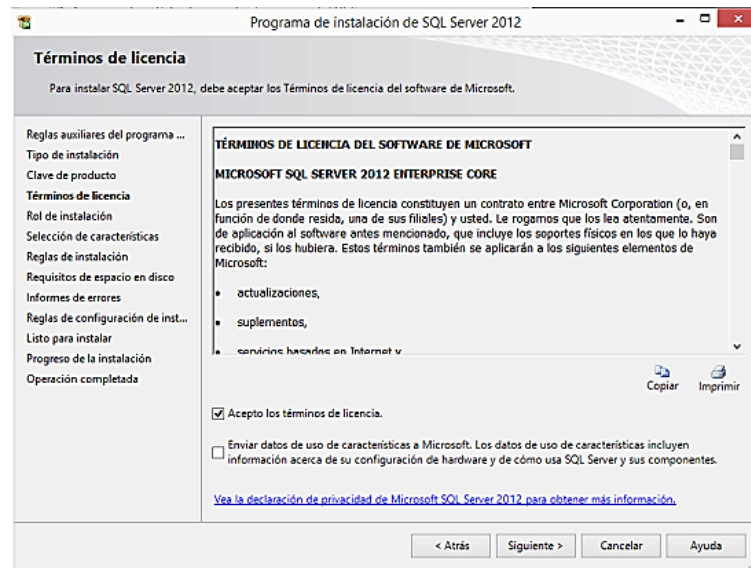 Programa de instalación de SQL Server 2012
Términos de licencia
Para instalar SQL Server 2012, debe aceptar los Términos de licencia del software de Microsoft.
Reglas auxiliares del programa ...
Tipo de instalación
Clave de producto
Términos de licencia
Rol de instalación
Selección de características
Reglas de instalación
Requisitos de espacio en disco
Informes de errores
Reglas de configuración de inst...
Listo para instalar
Progreso de la instalación
Operación completada
TÉRMINOS DE LICENCIA DEL SOFTWARE DE MICROSOFT
MICROSOFT SQL SERVER 2012 ENTERPRISE CORE
Los presentes términos de licencia constituyen un contrato entre Microsoft Corporation (o, en
función de donde resida, una de sus filiales) y usted. Le rogamos que los lea atentamente. Son
de aplicación al software antes mencionado, que incluye los soportes físicos en los que lo haya
recibido, si los hubiera. Estos términos también se aplicarán a los siguientes elementos de
Microsoft:
• actualizaciones,
• suplementos,
• servicios basados en Internet y
Copiar
Imprimir
Acepto los términos de licencia.
Enviar datos de uso de características a Microsoft. Los datos de uso de características incluyen
información acerca de su configuración de hardware y de cómo usa SQL Server y sus componentes.
Vea la declaración de privacidad de Microsoft SQL Server 2012 para obtener más información.
< Atrás
Siguiente >
Cancelar
Ayuda